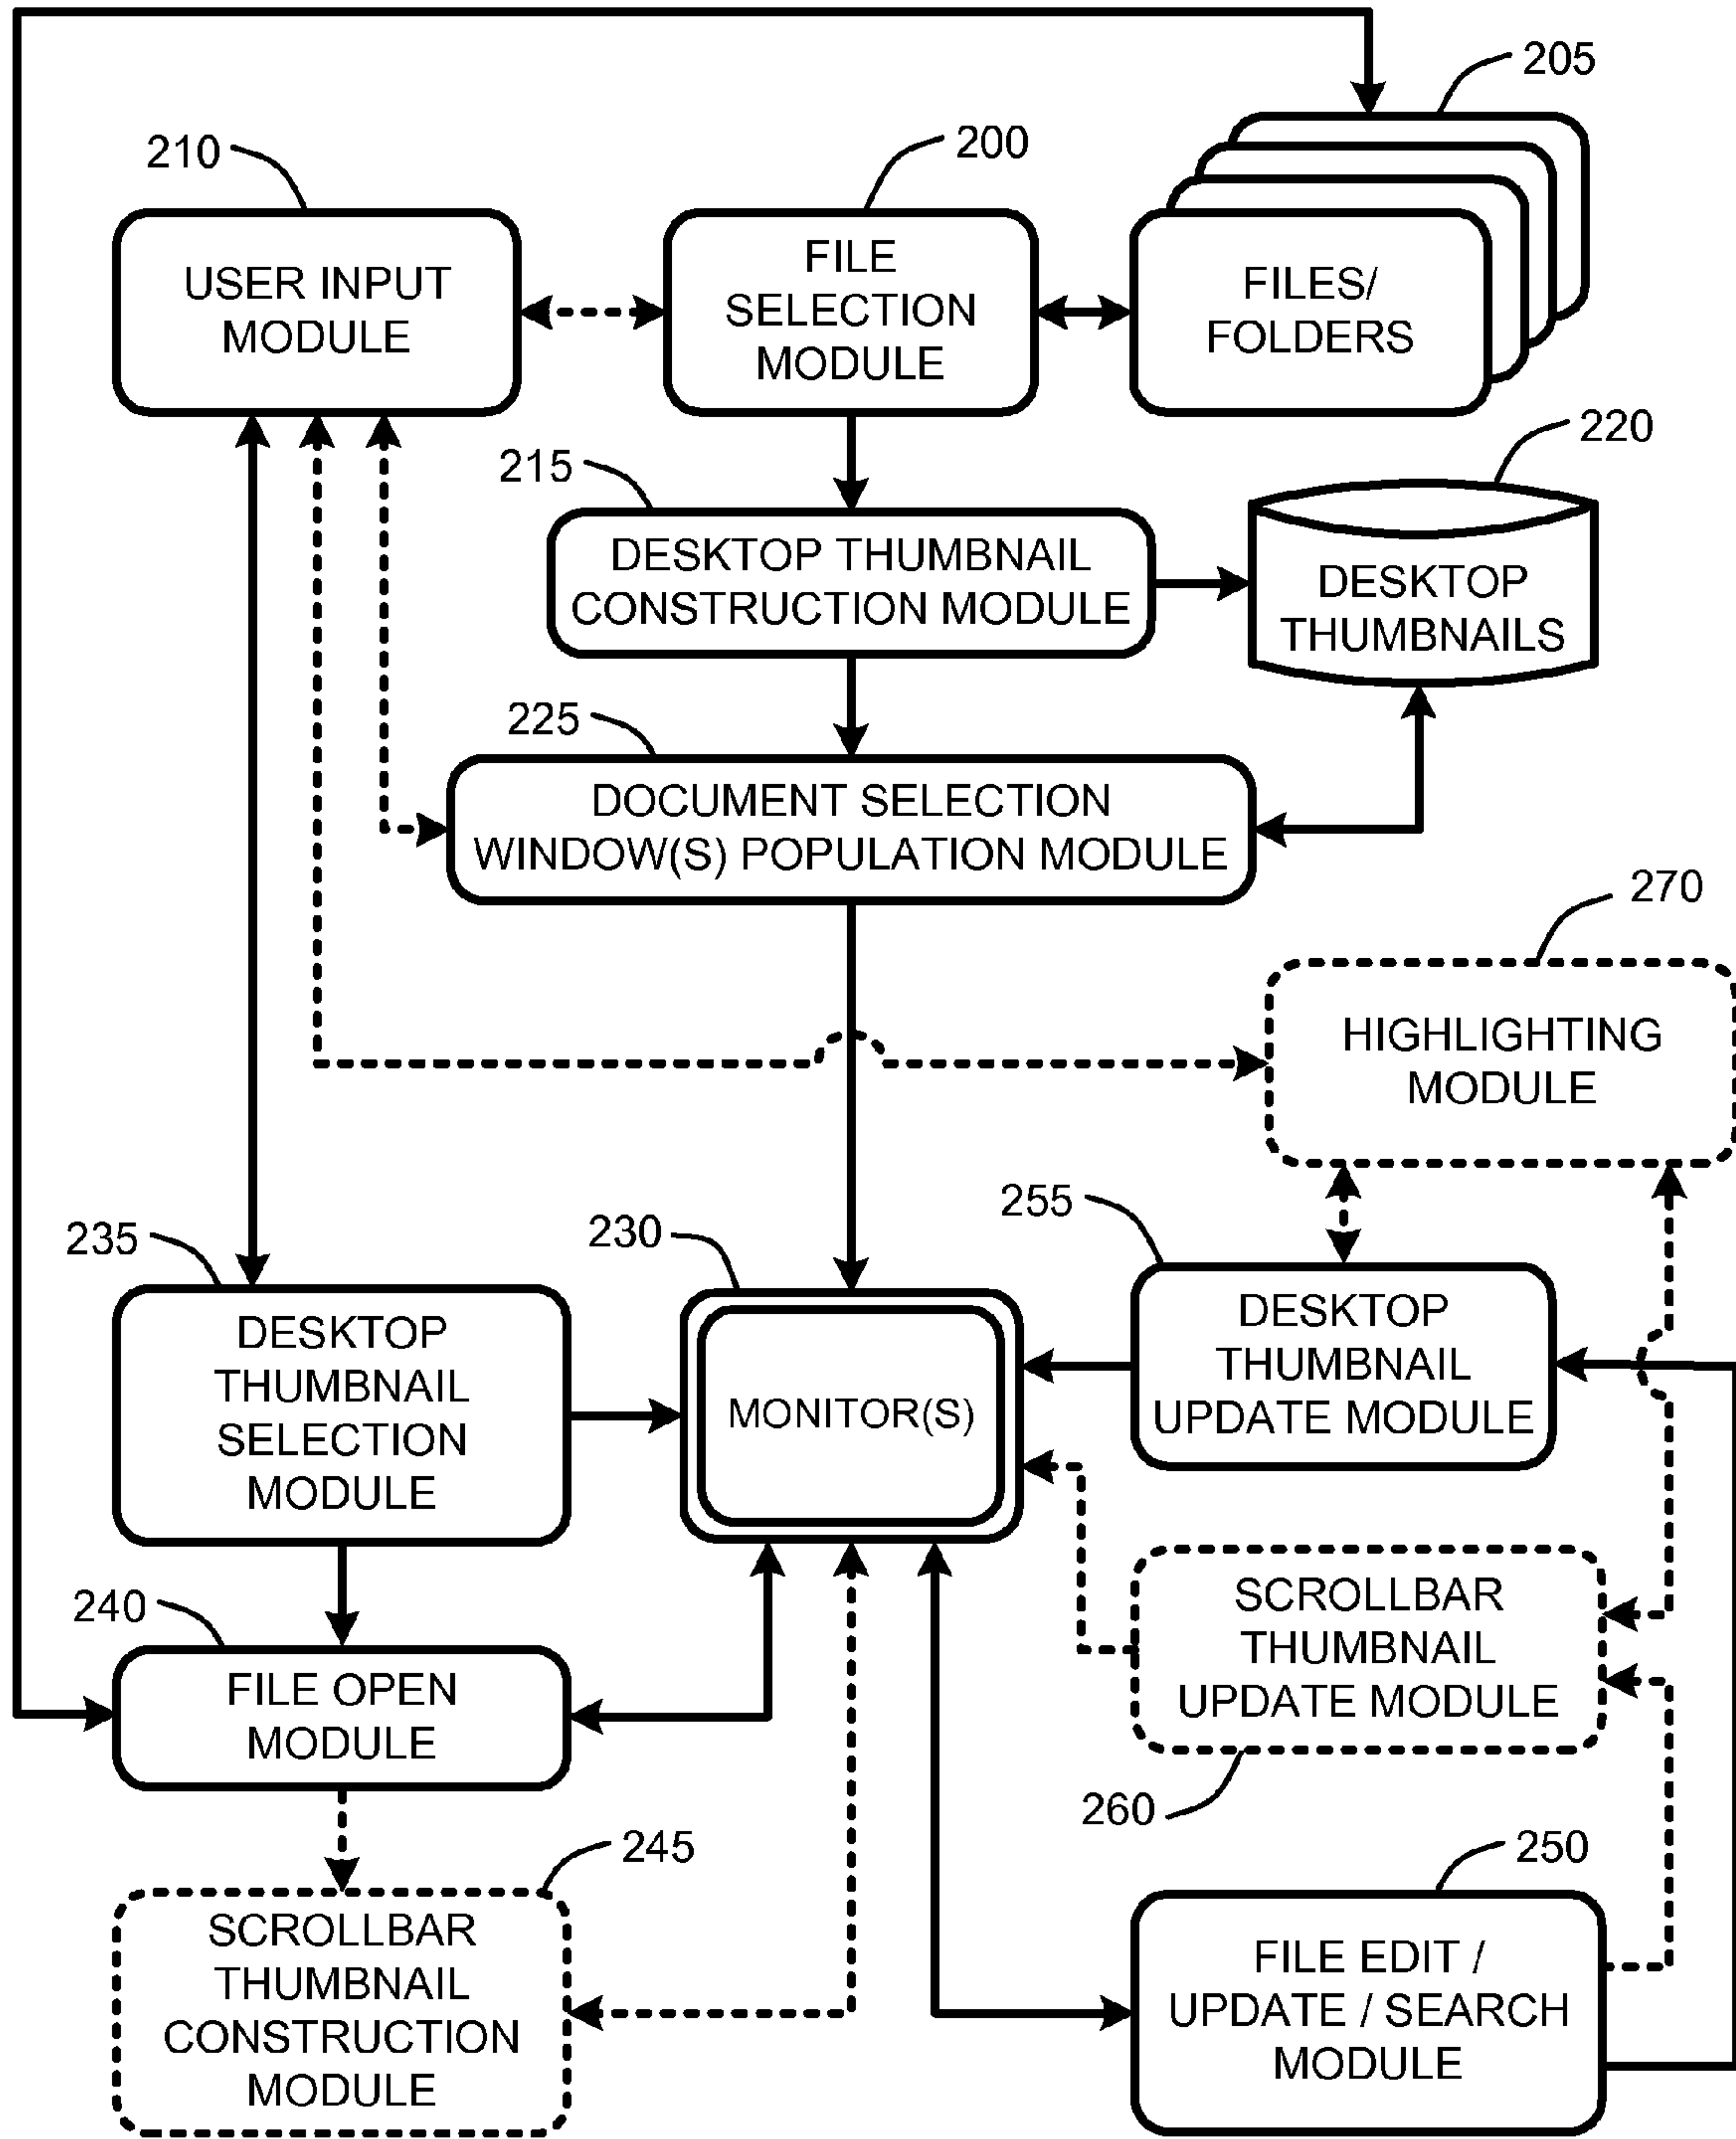 205
210
200
USER INPUT
MODULE
FILE
SELECTION
MODULE
FILES/
FOLDERS
220
215
DESKTOP THUMBNAIL
CONSTRUCTION MODULE
DESKTOP
THUMBNAILS
225
DOCUMENT SELECTION
WINDOW(S) POPULATION MODULE
270
HIGHLIGHTING
MODULE
235
230
255
DESKTOP
THUMBNAIL
SELECTION
MODULE
MONITOR(S)
DESKTOP
THUMBNAIL
UPDATE MODULE
240
FILE OPEN
MODULE
SCROLLBAR
THUMBNAIL
UPDATE MODULE
260
245
250
SCROLLBAR
THUMBNAIL
CONSTRUCTION
MODULE
FILE EDIT /
UPDATE / SEARCH
MODULE